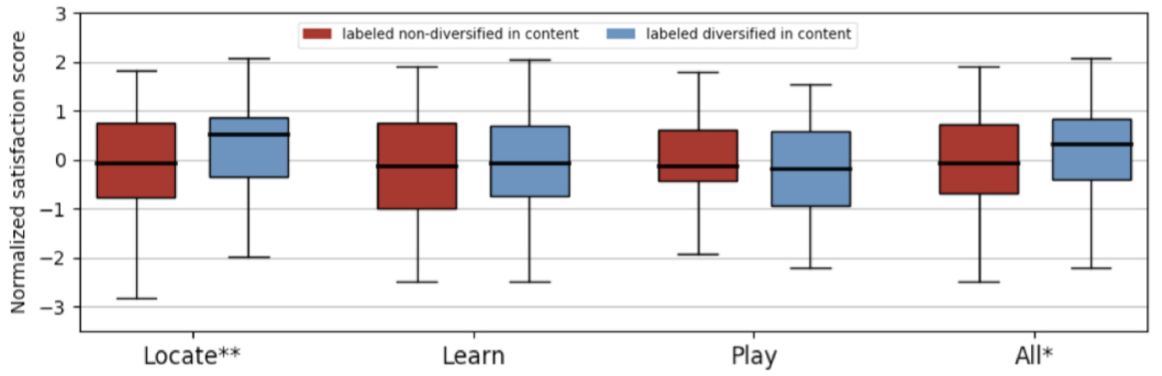 Normalized satisfaction score
3
2
1
0
−1
−2
−3
labeled non-diversified in content
labeled diversified in content
Locate**
Learn
Play
All*